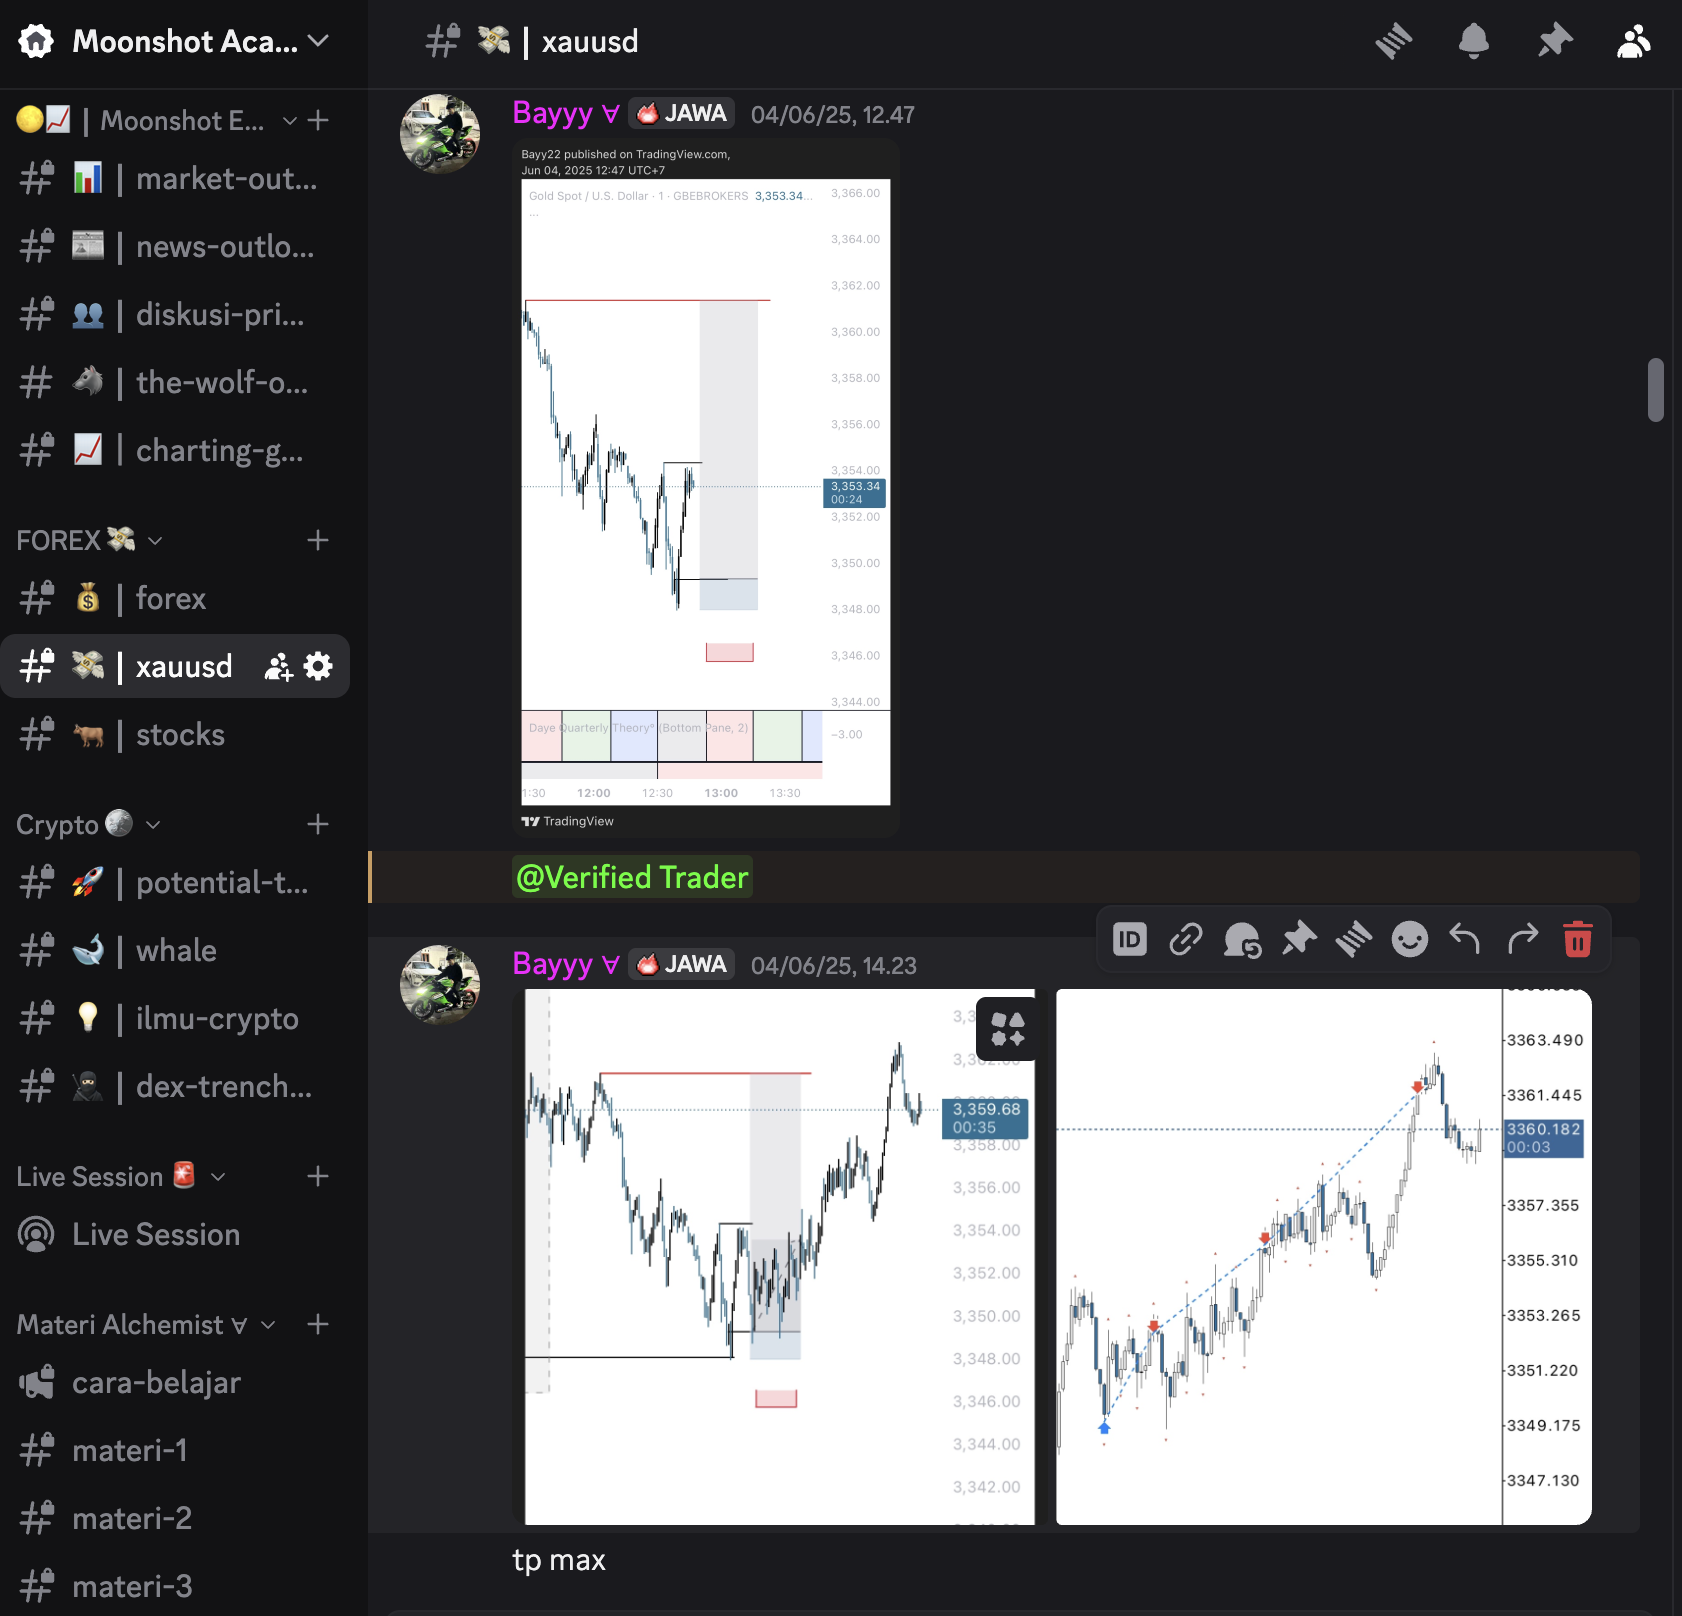 Moonshot Aca...
| Moonshot E...
| market-out...
| news-outlo...
| diskusi-pri...
| the-wolf-o...
| charting-g...
FOREX
| forex
| xauusd
| stocks
Crypto
| potential-t...
| whale
| ilmu-crypto
| dex-trench...
Live Session
Live Session
Materi Alchemist ∀
cara-belajar
materi-1
materi-2
materi-3
| xauusd
Bayyy ∀ JAWA 04/06/25, 12.47
Bayy22 published on TradingView.com,
Jun 04, 2025 12:47 UTC+7
Gold Spot / U.S. Dollar · 1 · GBEBROKERS 3,353.34...
...
3,366.00
3,364.00
3,362.00
3,360.00
3,358.00
3,356.00
3,354.00
3,353.34
00:24
3,352.00
3,350.00
3,348.00
3,346.00
3,344.00
Daye Quarterly Theory° (Bottom Pane, 2)
−3.00
1:30 12:00 12:30 13:00 13:30
TradingView
@Verified Trader
ID
Bayyy ∀ JAWA 04/06/25, 14.23
3,359.68
00:35
3,358.00
3,356.00
3,354.00
3,352.00
3,350.00
3,348.00
3,346.00
3,344.00
3,342.00
3363.490
3361.445
3360.182
00:03
3357.355
3355.310
3353.265
3351.220
3349.175
3347.130
tp max